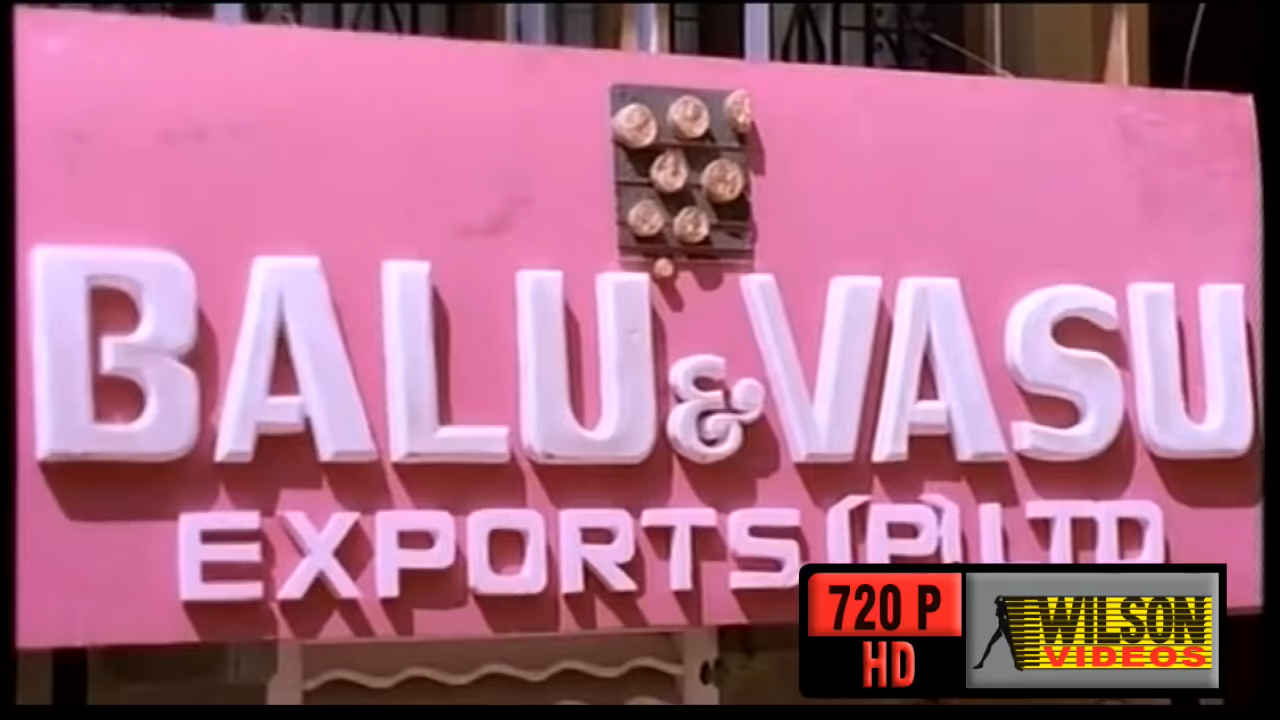 BALU & VASU
EXPORTS (P) LTD
720 P
HD
WILSON
VIDEOS